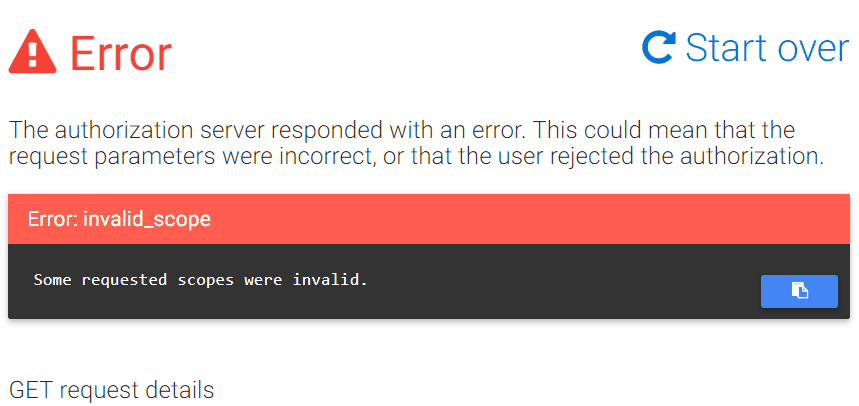 Error
Start over
The authorization server responded with an error. This could mean that the
request parameters were incorrect, or that the user rejected the authorization.
Error: invalid_scope
Some requested scopes were invalid.
GET request details